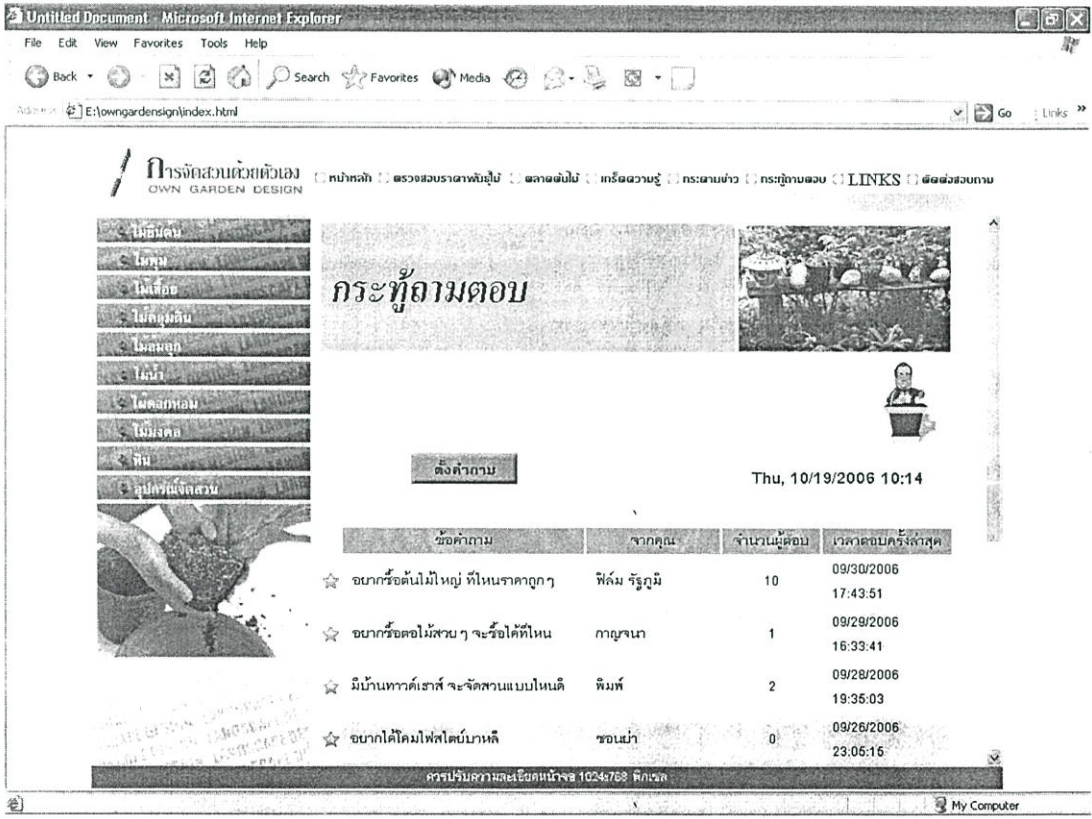 Untitled Document - Microsoft Internet Explorer
File Edit View Favorites Tools Help
Back Search Favorites Media
Address E:\owngardensign\index.html Go Links »
การจัดสวนด้วยตัวเอง
OWN GARDEN DESIGN
หน้าหลัก ตรวจสอบราคาพันธุ์ไม้ ตลาดต้นไม้ เกร็ดความรู้ กระดานข่าว กระทู้ถามตอบ LINKS ติดต่อสอบถาม
ไม้ยืนต้น
ไม้พุ่ม
ไม้เลื้อย
ไม้คลุมดิน
ไม้ล้มลุก
ไม้น้ำ
ไม้ดอกหอม
ไม้มงคล
หิน
อุปกรณ์จัดสวน
กระทู้ถามตอบ
ตั้งคำถาม
Thu, 10/19/2006 10:14
ข้อคำถาม จากคุณ จำนวนผู้ตอบ เวลาตอบครั้งล่าสุด
อยากซื้อต้นไม้ใหญ่ ที่ไหนราคาถูก ๆ ฟิล์ม รัฐภูมิ 10 09/30/2006 17:43:51
อยากซื้อตอไม้สวย ๆ จะซื้อได้ที่ไหน กาญจนา 1 09/29/2006 16:33:41
มีบ้านทาวด์เฮาส์ จะจัดสวนแบบไหนดี พิมพ์ 2 09/28/2006 19:35:03
อยากได้โคมไฟสไตย์บาหลี ชอนย่า 0 09/26/2006 23:05:15
ควรปรับความละเอียดหน้าจอ 1024x768 พิกเซล
My Computer